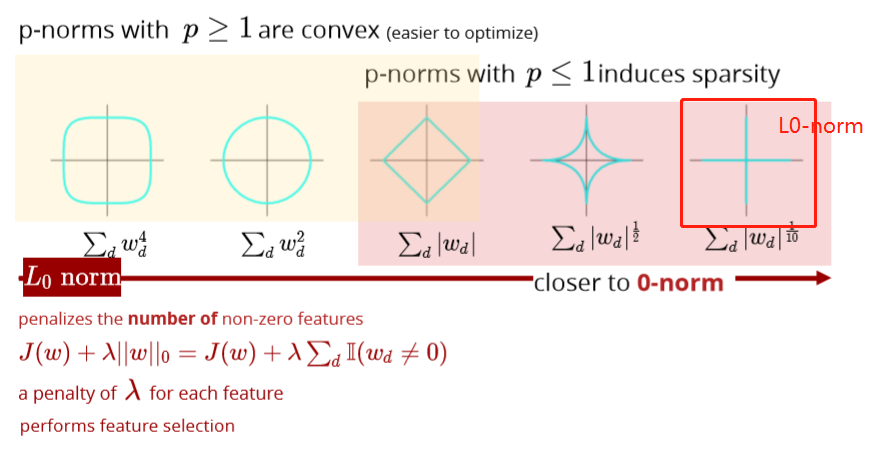 p-norms with p ≥ 1 are convex (easier to optimize)
p-norms with p ≤ 1 induces sparsity
L0-norm
∑_d w_d^4
∑_d w_d^2
∑_d |w_d|
∑_d |w_d|^{1/2}
∑_d |w_d|^{1/10}
L_0 norm
closer to 0-norm
penalizes the number of non-zero features
J(w) + λ||w||_0 = J(w) + λ ∑_d 𝕀(w_d ≠ 0)
a penalty of λ for each feature
performs feature selection